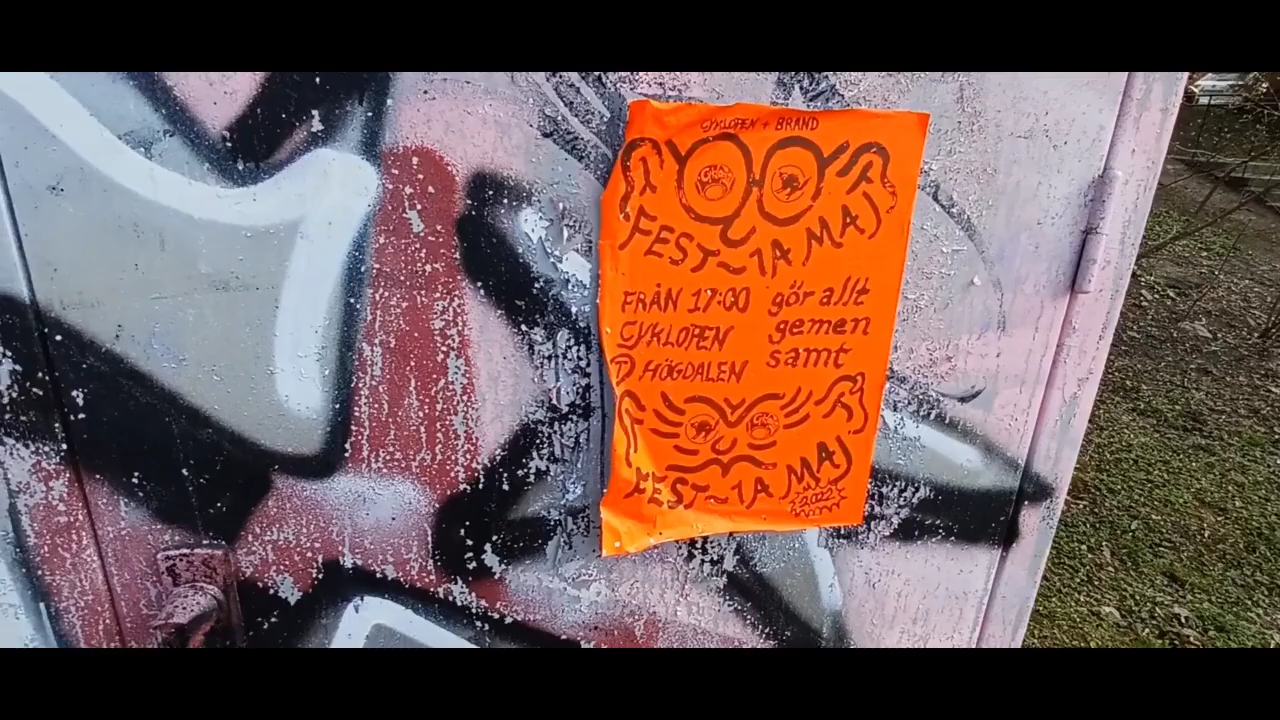 CYKLOPEN + BRAND
FEST~1A MAJ
FRÅN 17:00
CYKLOPEN
Ⓣ HÖGDALEN
gör allt
gemen
samt
FEST~1A MAJ
2022